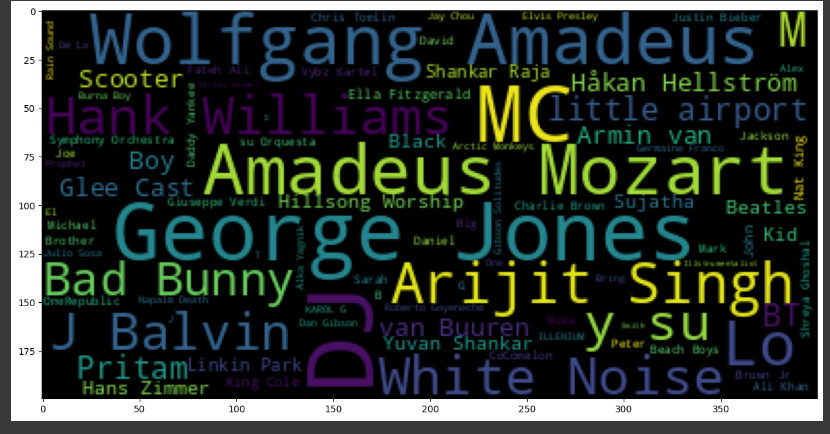 0
25
50
75
100
125
150
175
0
50
100
150
200
250
300
350
Chris Tomlin
Jay Chou
Elvis Presley
Justin Bieber
Rain Sound
De La
Wolfgang Amadeus
M
David
Scooter
Fateh Ali
Vybz Kartel
Shankar Raja
Alex
Håkan Hellström
Burna Boy
Daddy Yankee
Ella Fitzgerald
MC
little airport
Hank Williams
Symphony Orchestra
su Orquesta
Black
Arctic Monkeys
Armin van
Jackson
Germaine Franco
Joe
Prophet
Boy
Amadeus Mozart
Nat King
Glee Cast
Giuseppe Verdi
Hillsong Worship
Gibson Solitudes
Charlie Brown
Sujatha
Beatles
El
Michael
George Jones
Big
Kid
Brother
Julio Sosa
T
Alka Yagnik
Daniel
Mark
John
Shreya Ghoshal
One
Instrumentalist
Bad Bunny
Sarah
G
Arijit Singh
Bring
OneRepublic
Napalm Death
B
KAROL G
Roberto Goyeneche
BT
J Balvin
J
Dan Gibson
DJ
van Buuren
Mike
y su
Smith
ILLENIUM
Peter
Lo
Yuvan Shankar
Beach Boys
Pritam
Linkin Park
CoComelon
White Noise
Brown Jr
Hans Zimmer
King Cole
Ali Khan